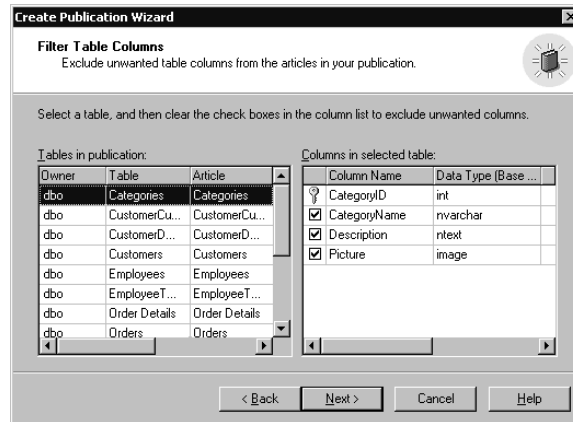 Create Publication Wizard
Filter Table Columns
Exclude unwanted table columns from the articles in your publication.
Select a table, and then clear the check boxes in the column list to exclude unwanted columns.
Tables in publication:
Owner Table Article
dbo Categories Categories
dbo CustomerCu... CustomerCu...
dbo CustomerD... CustomerD...
dbo Customers Customers
dbo Employees Employees
dbo EmployeeT... EmployeeT...
dbo Order Details Order Details
dbo Orders Orders
Columns in selected table:
Column Name Data Type (Base ...
CategoryID int
CategoryName nvarchar
Description ntext
Picture image
< Back Next > Cancel Help